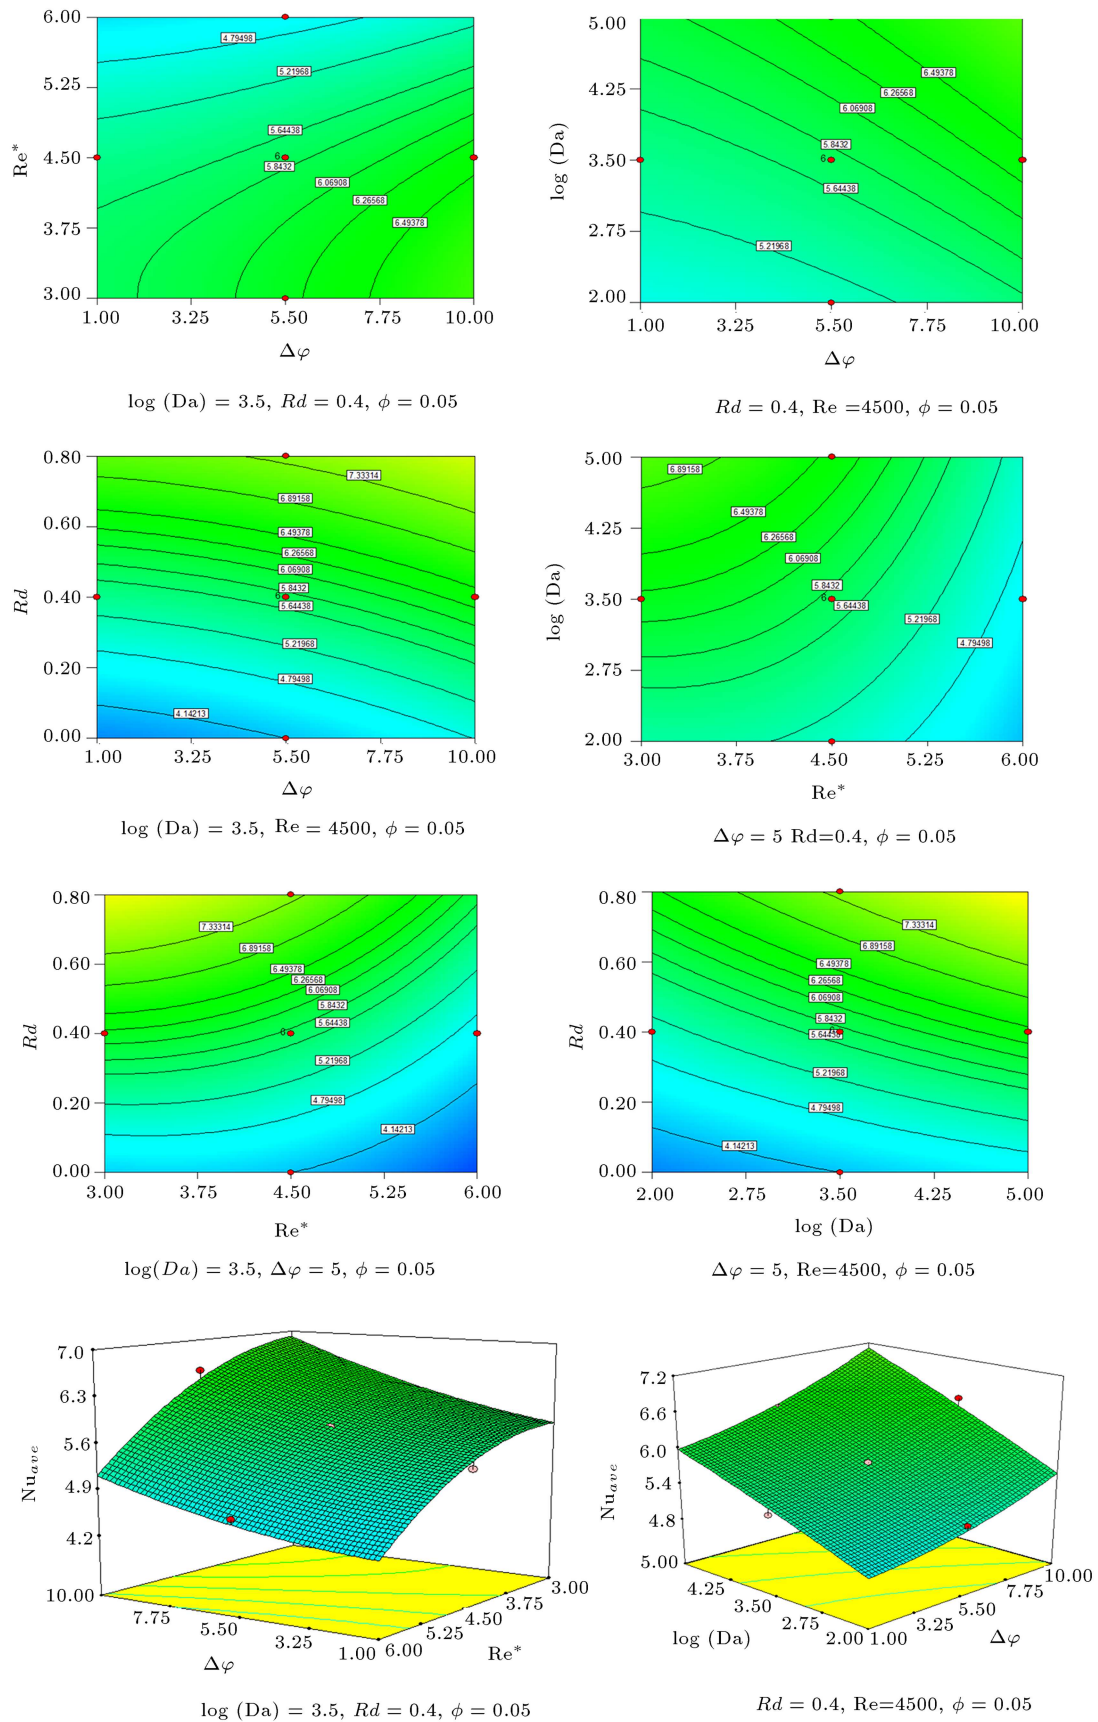 6.00
5.25
4.50
3.75
3.00
Re*
4.79498
5.21968
5.64438
6
5.8432
6.06908
6.26568
6.49378
1.00 3.25 5.50 7.75 10.00
Δφ
log (Da) = 3.5, Rd = 0.4, ϕ = 0.05
5.00
4.25
3.50
2.75
2.00
log (Da)
6.49378
6.26568
6.06908
5.8432
6
5.64438
5.21968
1.00 3.25 5.50 7.75 10.00
Δφ
Rd = 0.4, Re =4500, ϕ = 0.05
0.80
0.60
0.40
0.20
0.00
Rd
7.33314
6.89158
6.49378
6.26568
6.06908
5.8432
6
5.64438
5.21968
4.79498
4.14213
1.00 3.25 5.50 7.75 10.00
Δφ
log (Da) = 3.5, Re = 4500, ϕ = 0.05
5.00
4.25
3.50
2.75
2.00
log (Da)
6.89158
6.49378
6.26568
6.06908
5.8432
6
5.64438
5.21968
4.79498
3.00 3.75 4.50 5.25 6.00
Re*
Δφ = 5 Rd=0.4, ϕ = 0.05
0.80
0.60
0.40
0.20
0.00
Rd
7.33314
6.89158
6.49378
6.26568
6.06908
5.8432
5.64438
6
5.21968
4.79498
4.14213
3.00 3.75 4.50 5.25 6.00
Re*
log(Da) = 3.5, Δφ = 5, ϕ = 0.05
0.80
0.60
0.40
0.20
0.00
Rd
7.33314
6.89158
6.49378
6.26568
6.06908
5.8432
6
5.64438
5.21968
4.79498
4.14213
2.00 2.75 3.50 4.25 5.00
log (Da)
Δφ = 5, Re=4500, ϕ = 0.05
7.0
6.3
5.6
4.9
4.2
Nuave
10.00 7.75 5.50 3.25 1.00
Δφ
6.00 5.25 4.50 3.75 3.00
Re*
log (Da) = 3.5, Rd = 0.4, ϕ = 0.05
7.2
6.6
6.0
5.4
4.8
Nuave
5.00 4.25 3.50 2.75 2.00
log (Da)
1.00 3.25 5.50 7.75 10.00
Δφ
Rd = 0.4, Re=4500, ϕ = 0.05